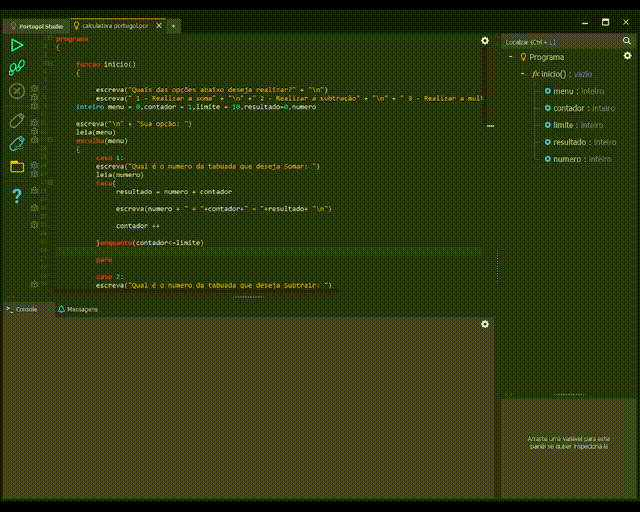 Portugol Studio
calculadora portugol.por
programa
{
funcao inicio()
{
escreva("Quais das opções abaixo deseja realizar?" + "\n")
escreva(" 1 - Realizar a soma" + "\n" +" 2 - Realizar a subtração" + "\n" + " 3 - Realizar a mul
inteiro menu = 0,contador = 1,limite = 10,resultado=0,numero
escreva("\n" + "Sua opção: ")
leia(menu)
escolha(menu)
{
caso 1:
escreva("Qual é o numero da tabuada que deseja Somar: ")
leia(numero)
faca{
resultado = numero + contador
escreva(numero + " + "+contador+" = "+resultado+ "\n")
contador ++
}enquanto(contador<=limite)
pare
caso 2:
escreva("Qual é o numero da tabuada que deseja Subtrair: ")
Console
Mensagens
Localizar (Ctrl + L)
Programa
inicio() : vazio
menu : inteiro
contador : inteiro
limite : inteiro
resultado : inteiro
numero : inteiro
Arraste uma variável para este
painel se quiser inspecioná-la